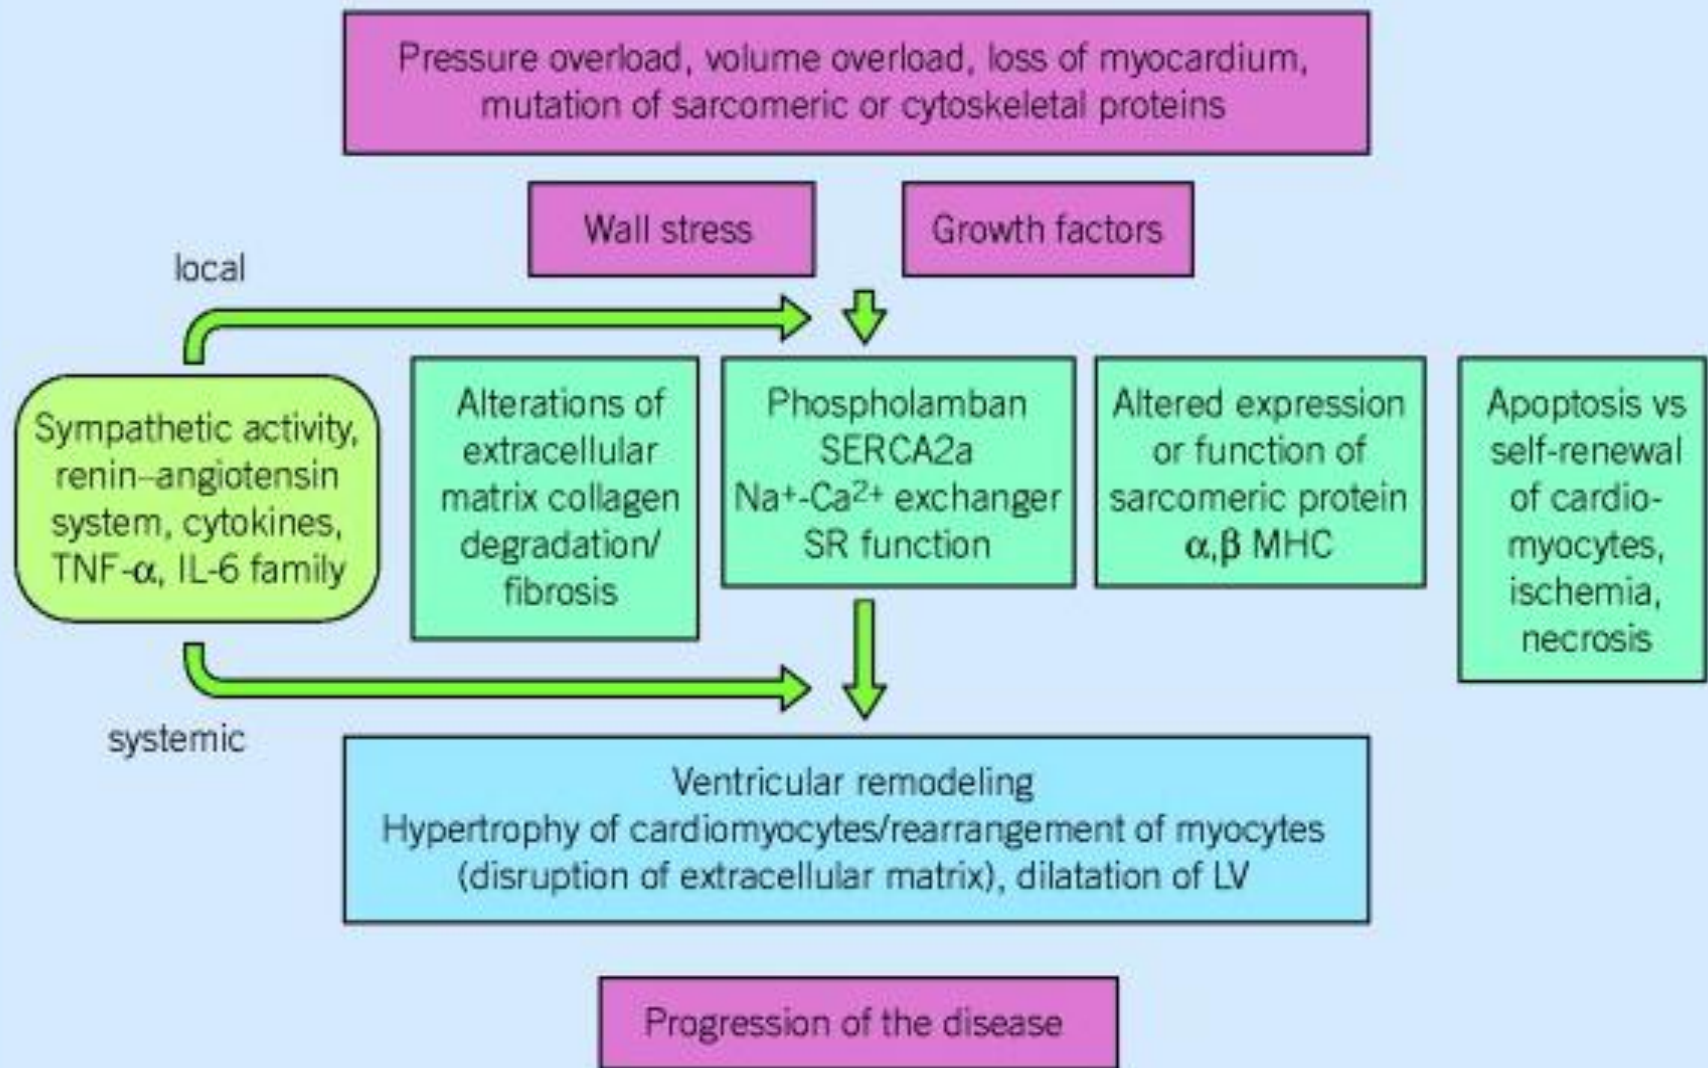 Pressure overload, volume overload, loss of myocardium,
mutation of sarcomeric or cytoskeletal proteins
Wall stress
Growth factors
local
Sympathetic activity,
renin–angiotensin
system, cytokines,
TNF-α, IL-6 family
Alterations of
extracellular
matrix collagen
degradation/
fibrosis
Phospholamban
SERCA2a
Na⁺-Ca²⁺ exchanger
SR function
Altered expression
or function of
sarcomeric protein
α,β MHC
Apoptosis vs
self-renewal
of cardio-
myocytes,
ischemia,
necrosis
systemic
Ventricular remodeling
Hypertrophy of cardiomyocytes/rearrangement of myocytes
(disruption of extracellular matrix), dilatation of LV
Progression of the disease